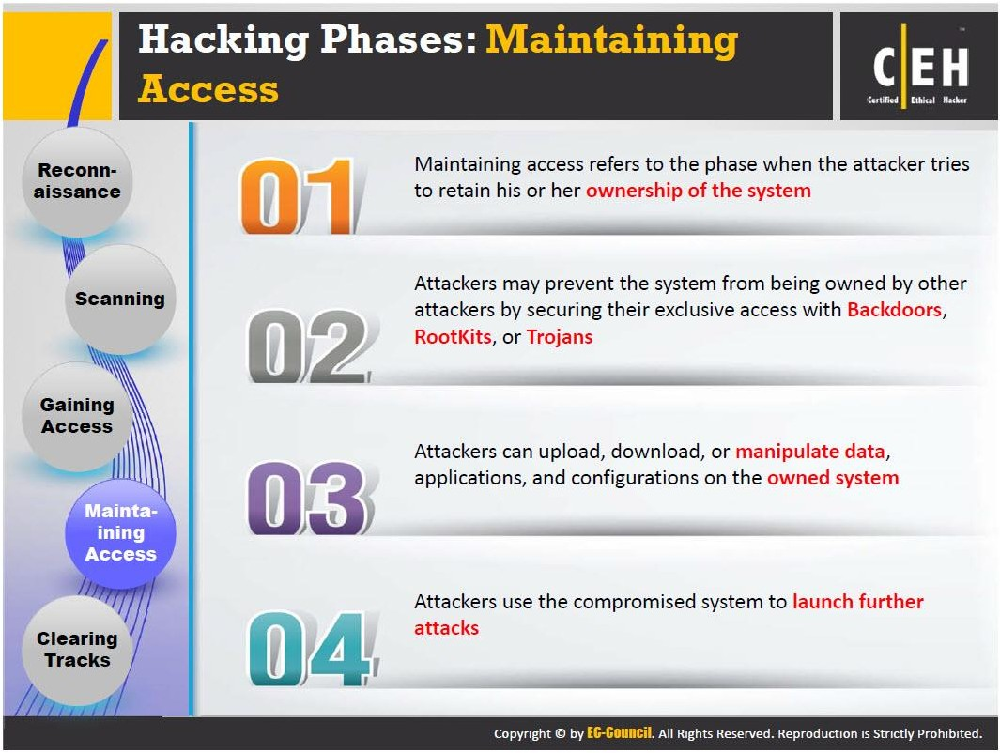 Hacking Phases: Maintaining
Access
C|EH
TM
Certified Ethical Hacker
Reconn-
aissance
Scanning
Gaining
Access
Mainta-
ining
Access
Clearing
Tracks
01
Maintaining access refers to the phase when the attacker tries
to retain his or her ownership of the system
02
Attackers may prevent the system from being owned by other
attackers by securing their exclusive access with Backdoors,
RootKits, or Trojans
03
Attackers can upload, download, or manipulate data,
applications, and configurations on the owned system
04
Attackers use the compromised system to launch further
attacks
Copyright © by EC-Council. All Rights Reserved. Reproduction is Strictly Prohibited.